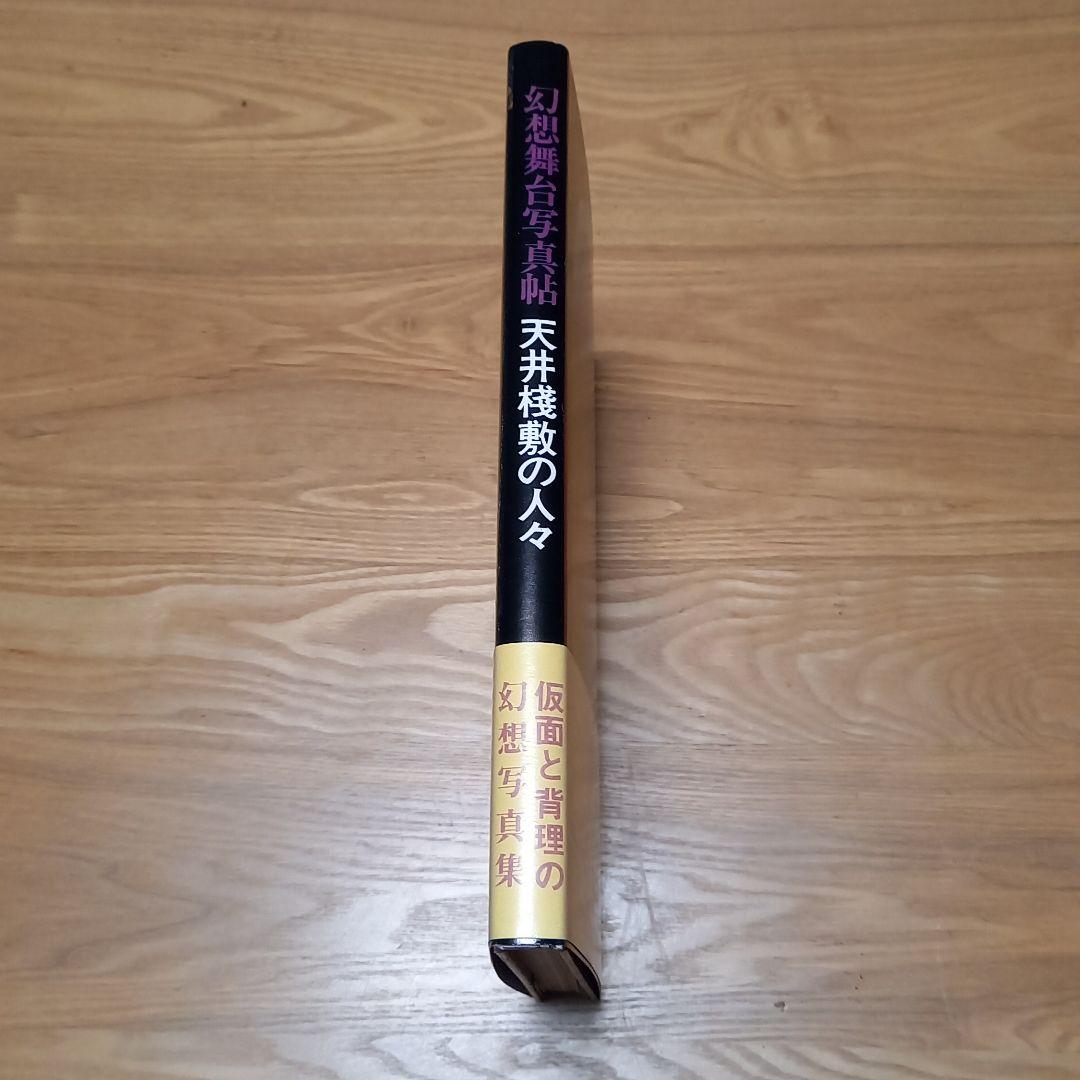 幻想舞台写真帖
天井棧敷の人々
仮面と背理の
幻想写真集